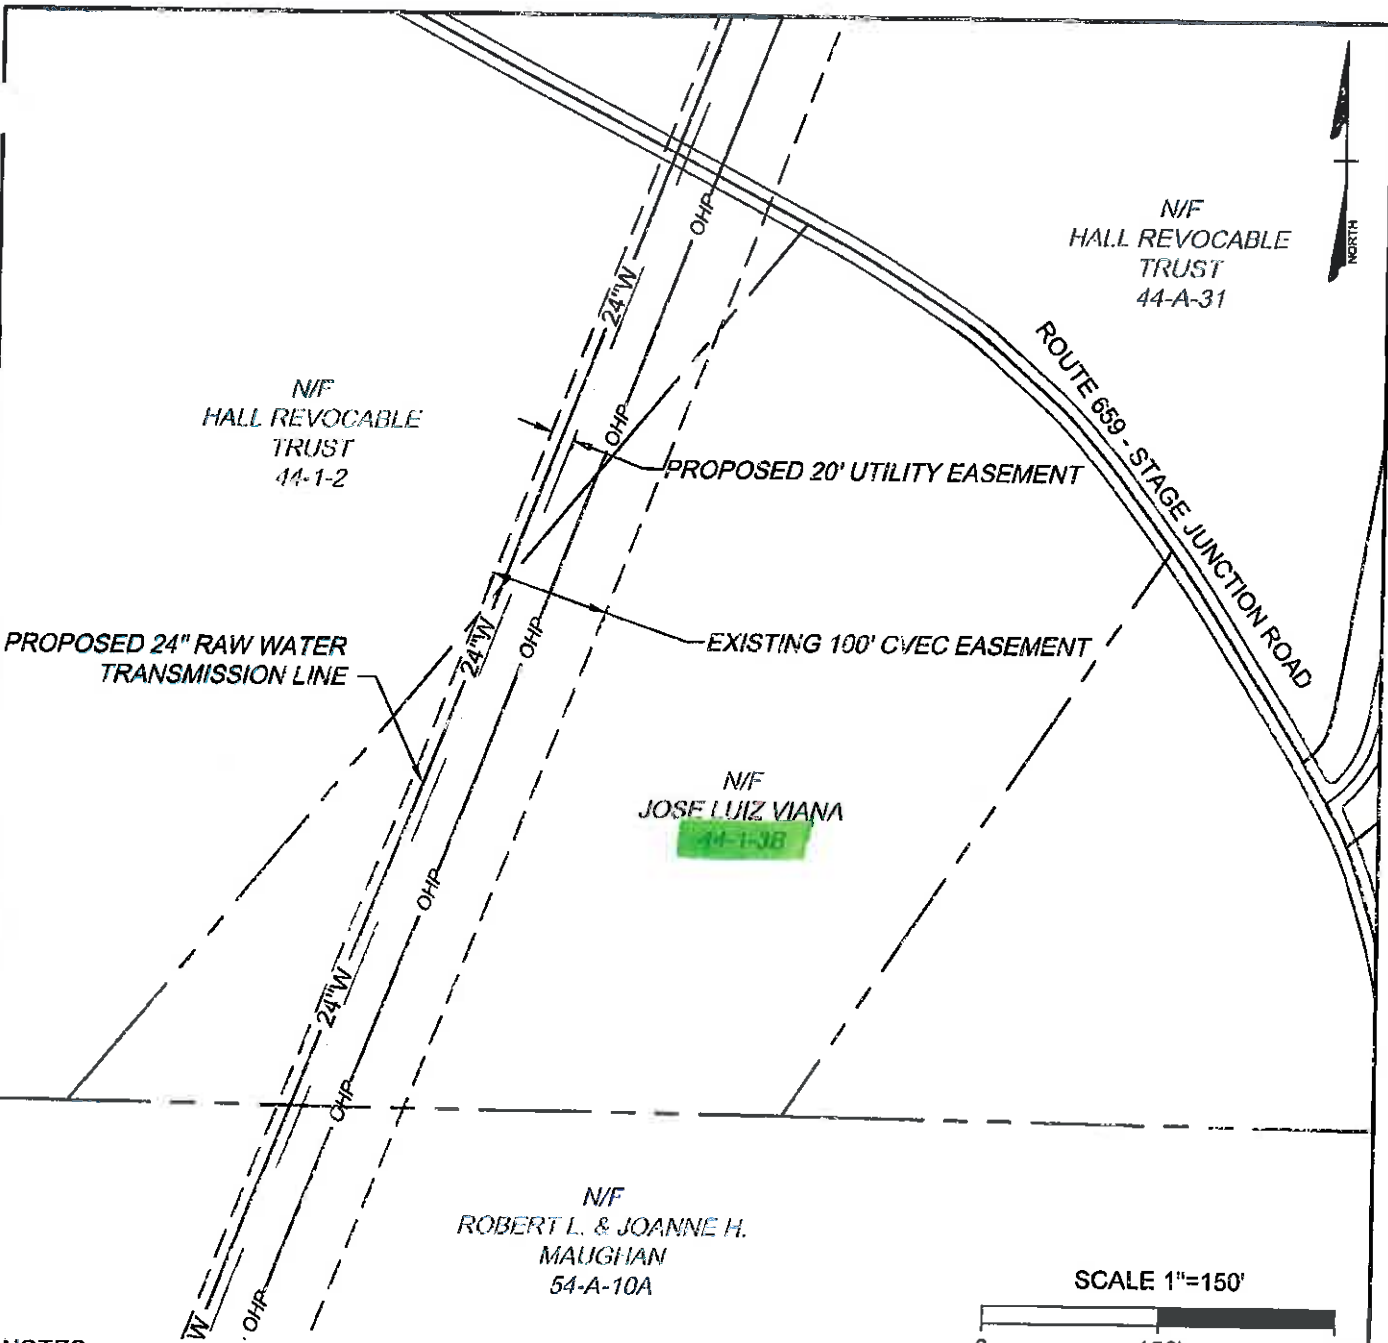 N/F
HALL REVOCABLE
TRUST
44-A-31
NORTH
ROUTE 659 - STAGE JUNCTION ROAD
N/F
HALL REVOCABLE
TRUST
44-1-2
OHP
24"W
OHP
PROPOSED 20' UTILITY EASEMENT
PROPOSED 24" RAW WATER
TRANSMISSION LINE
24"W
OHP
EXISTING 100' CVEC EASEMENT
N/F
JOSE LUIZ VIANA
44-1-3B
OHP
24"W
OHP
N/F
ROBERT L. & JOANNE H.
MAUGHAN
54-A-10A
W
OHP
SCALE 1"=150'